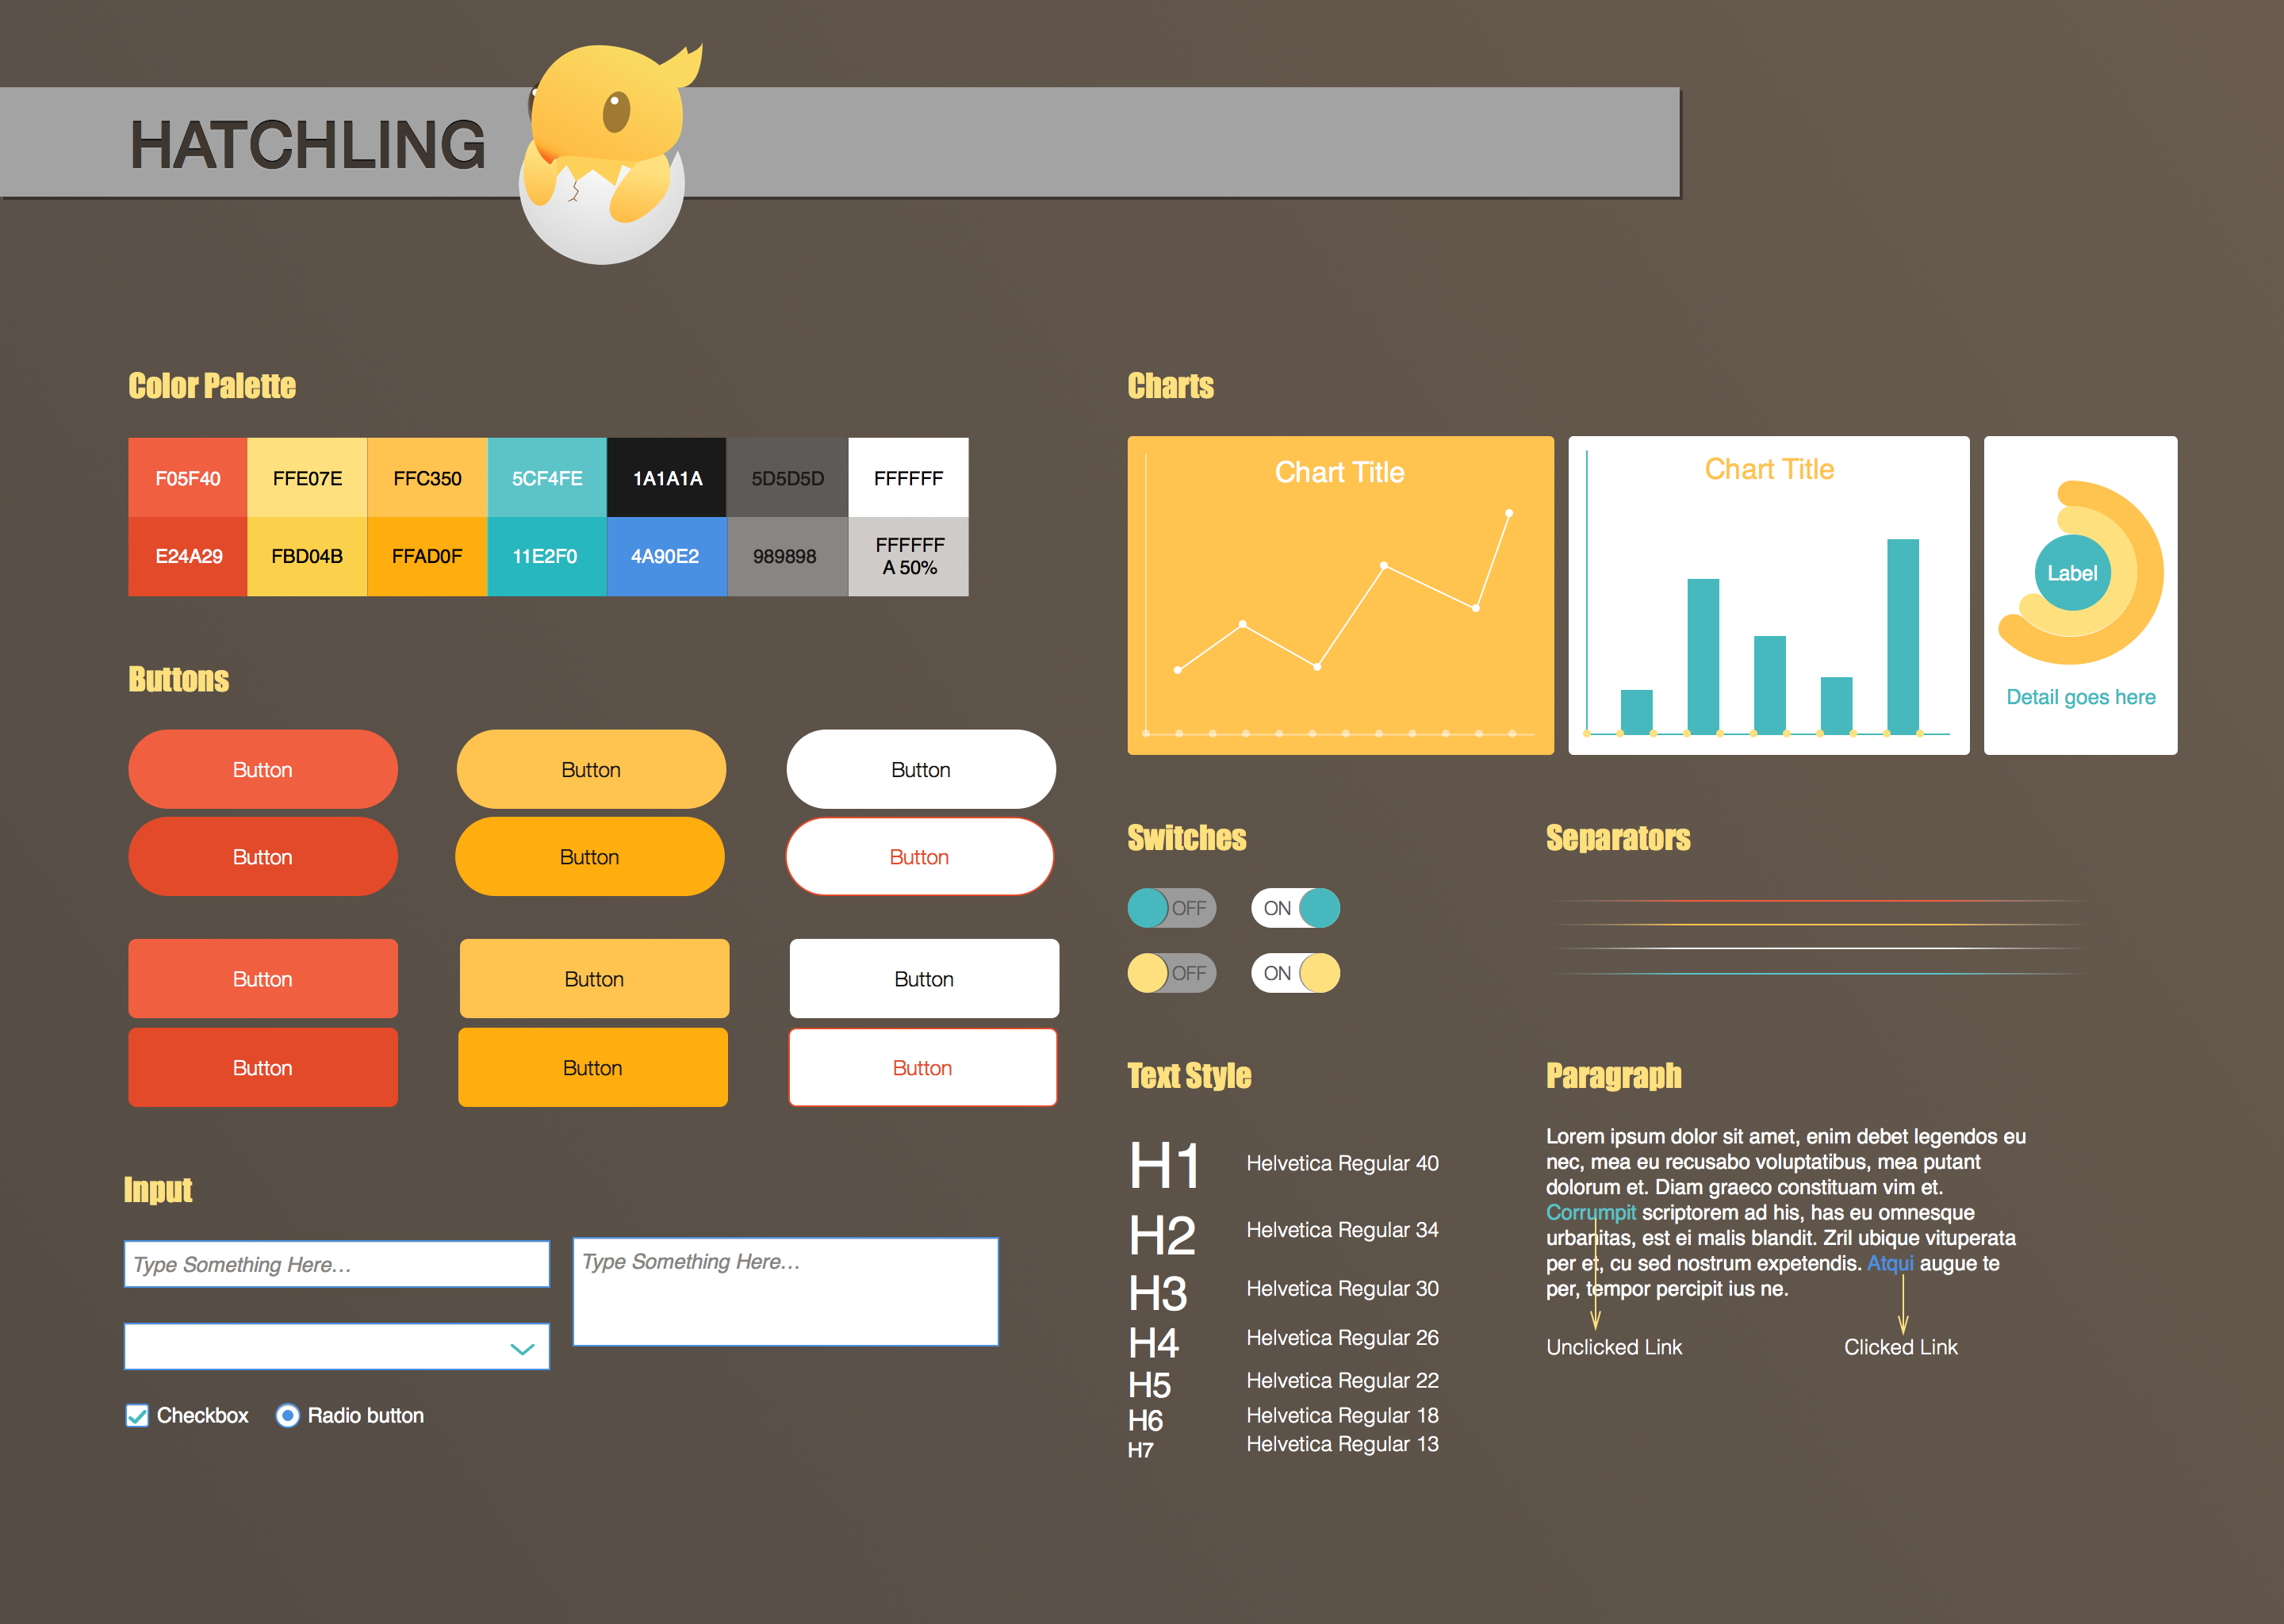 HATCHLING
Color Palette
F05F40
FFE07E
FFC350
5CF4FE
1A1A1A
5D5D5D
FFFFFF
E24A29
FBD04B
FFAD0F
11E2F0
4A90E2
989898
FFFFFF
A 50%
Buttons
Button
Button
Button
Button
Button
Button
Button
Button
Button
Button
Button
Button
Input
Type Something Here...
Type Something Here...
Checkbox
Radio button
Charts
Chart Title
Chart Title
Label
Detail goes here
Switches
OFF
ON
OFF
ON
Separators
Text Style
H1 Helvetica Regular 40
H2 Helvetica Regular 34
H3 Helvetica Regular 30
H4 Helvetica Regular 26
H5 Helvetica Regular 22
H6 Helvetica Regular 18
H7 Helvetica Regular 13
Paragraph
Lorem ipsum dolor sit amet, enim debet legendos eu
nec, mea eu recusabo voluptatibus, mea putant
dolorum et. Diam graeco constituam vim et.
Corrumpit scriptorem ad his, has eu omnesque
urbanitas, est ei malis blandit. Zril ubique vituperata
per et, cu sed nostrum expetendis. Atqui augue te
per, tempor percipit ius ne.
Unclicked Link
Clicked Link